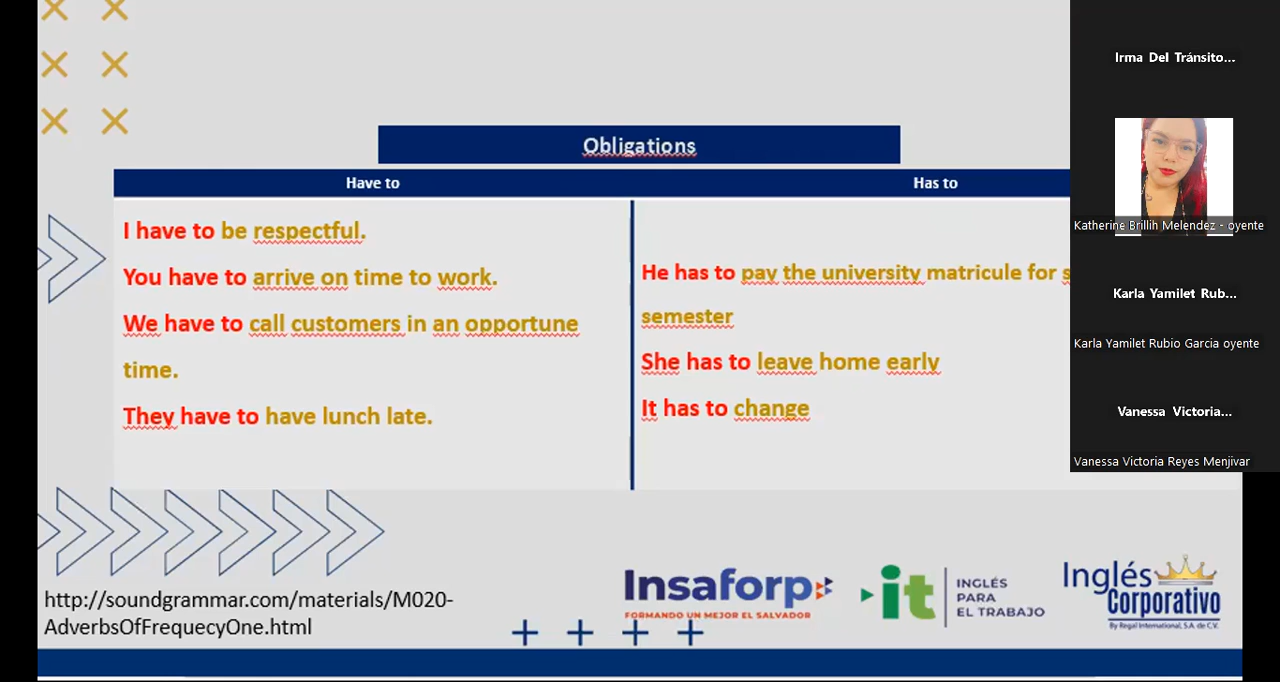 Obligations
Have to
Has to
I have to be respectful.
You have to arrive on time to work.
We have to call customers in an opportune
time.
They have to have lunch late.
He has to pay the university matricule for
semester
She has to leave home early
It has to change
http://soundgrammar.com/materials/M020-
AdverbsOfFrequecyOne.html
Insaforp
FORMANDO UN MEJOR EL SALVADOR
it
INGLÉS
PARA
EL TRABAJO
Inglés
Corporativo
By Regal International, S.A. de C.V.
Irma Del Tránsito...
Katherine Brillih Melendez - oyente
Karla Yamilet Rub...
Karla Yamilet Rubio Garcia oyente
Vanessa Victoria...
Vanessa Victoria Reyes Menjivar